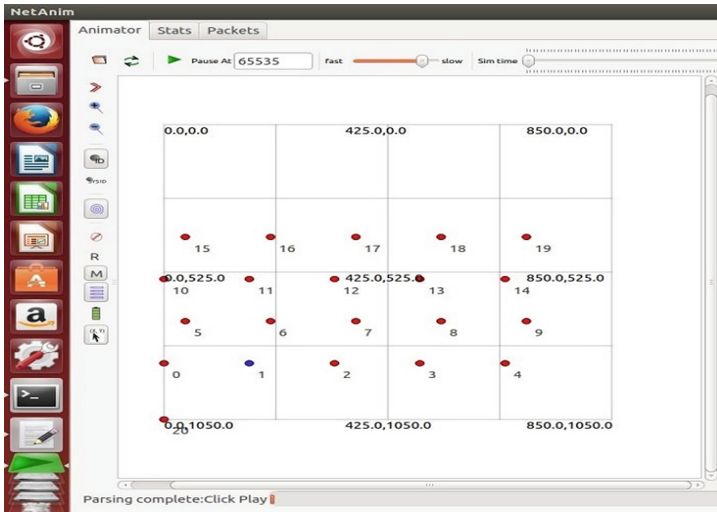 NetAnim
Animator Stats Packets
Pause At 65535 fast slow Sim time
ID
SYSID
R
M
(X, Y)
0.0,0.0 425.0,0.0 850.0,0.0
15 16 17 18 19
0.0,525.0 425.0,525.0 850.0,525.0
10 11 12 13 14
5 6 7 8 9
0 1 2 3 4
0.0,1050.0 425.0,1050.0 850.0,1050.0
20
Parsing complete:Click Play